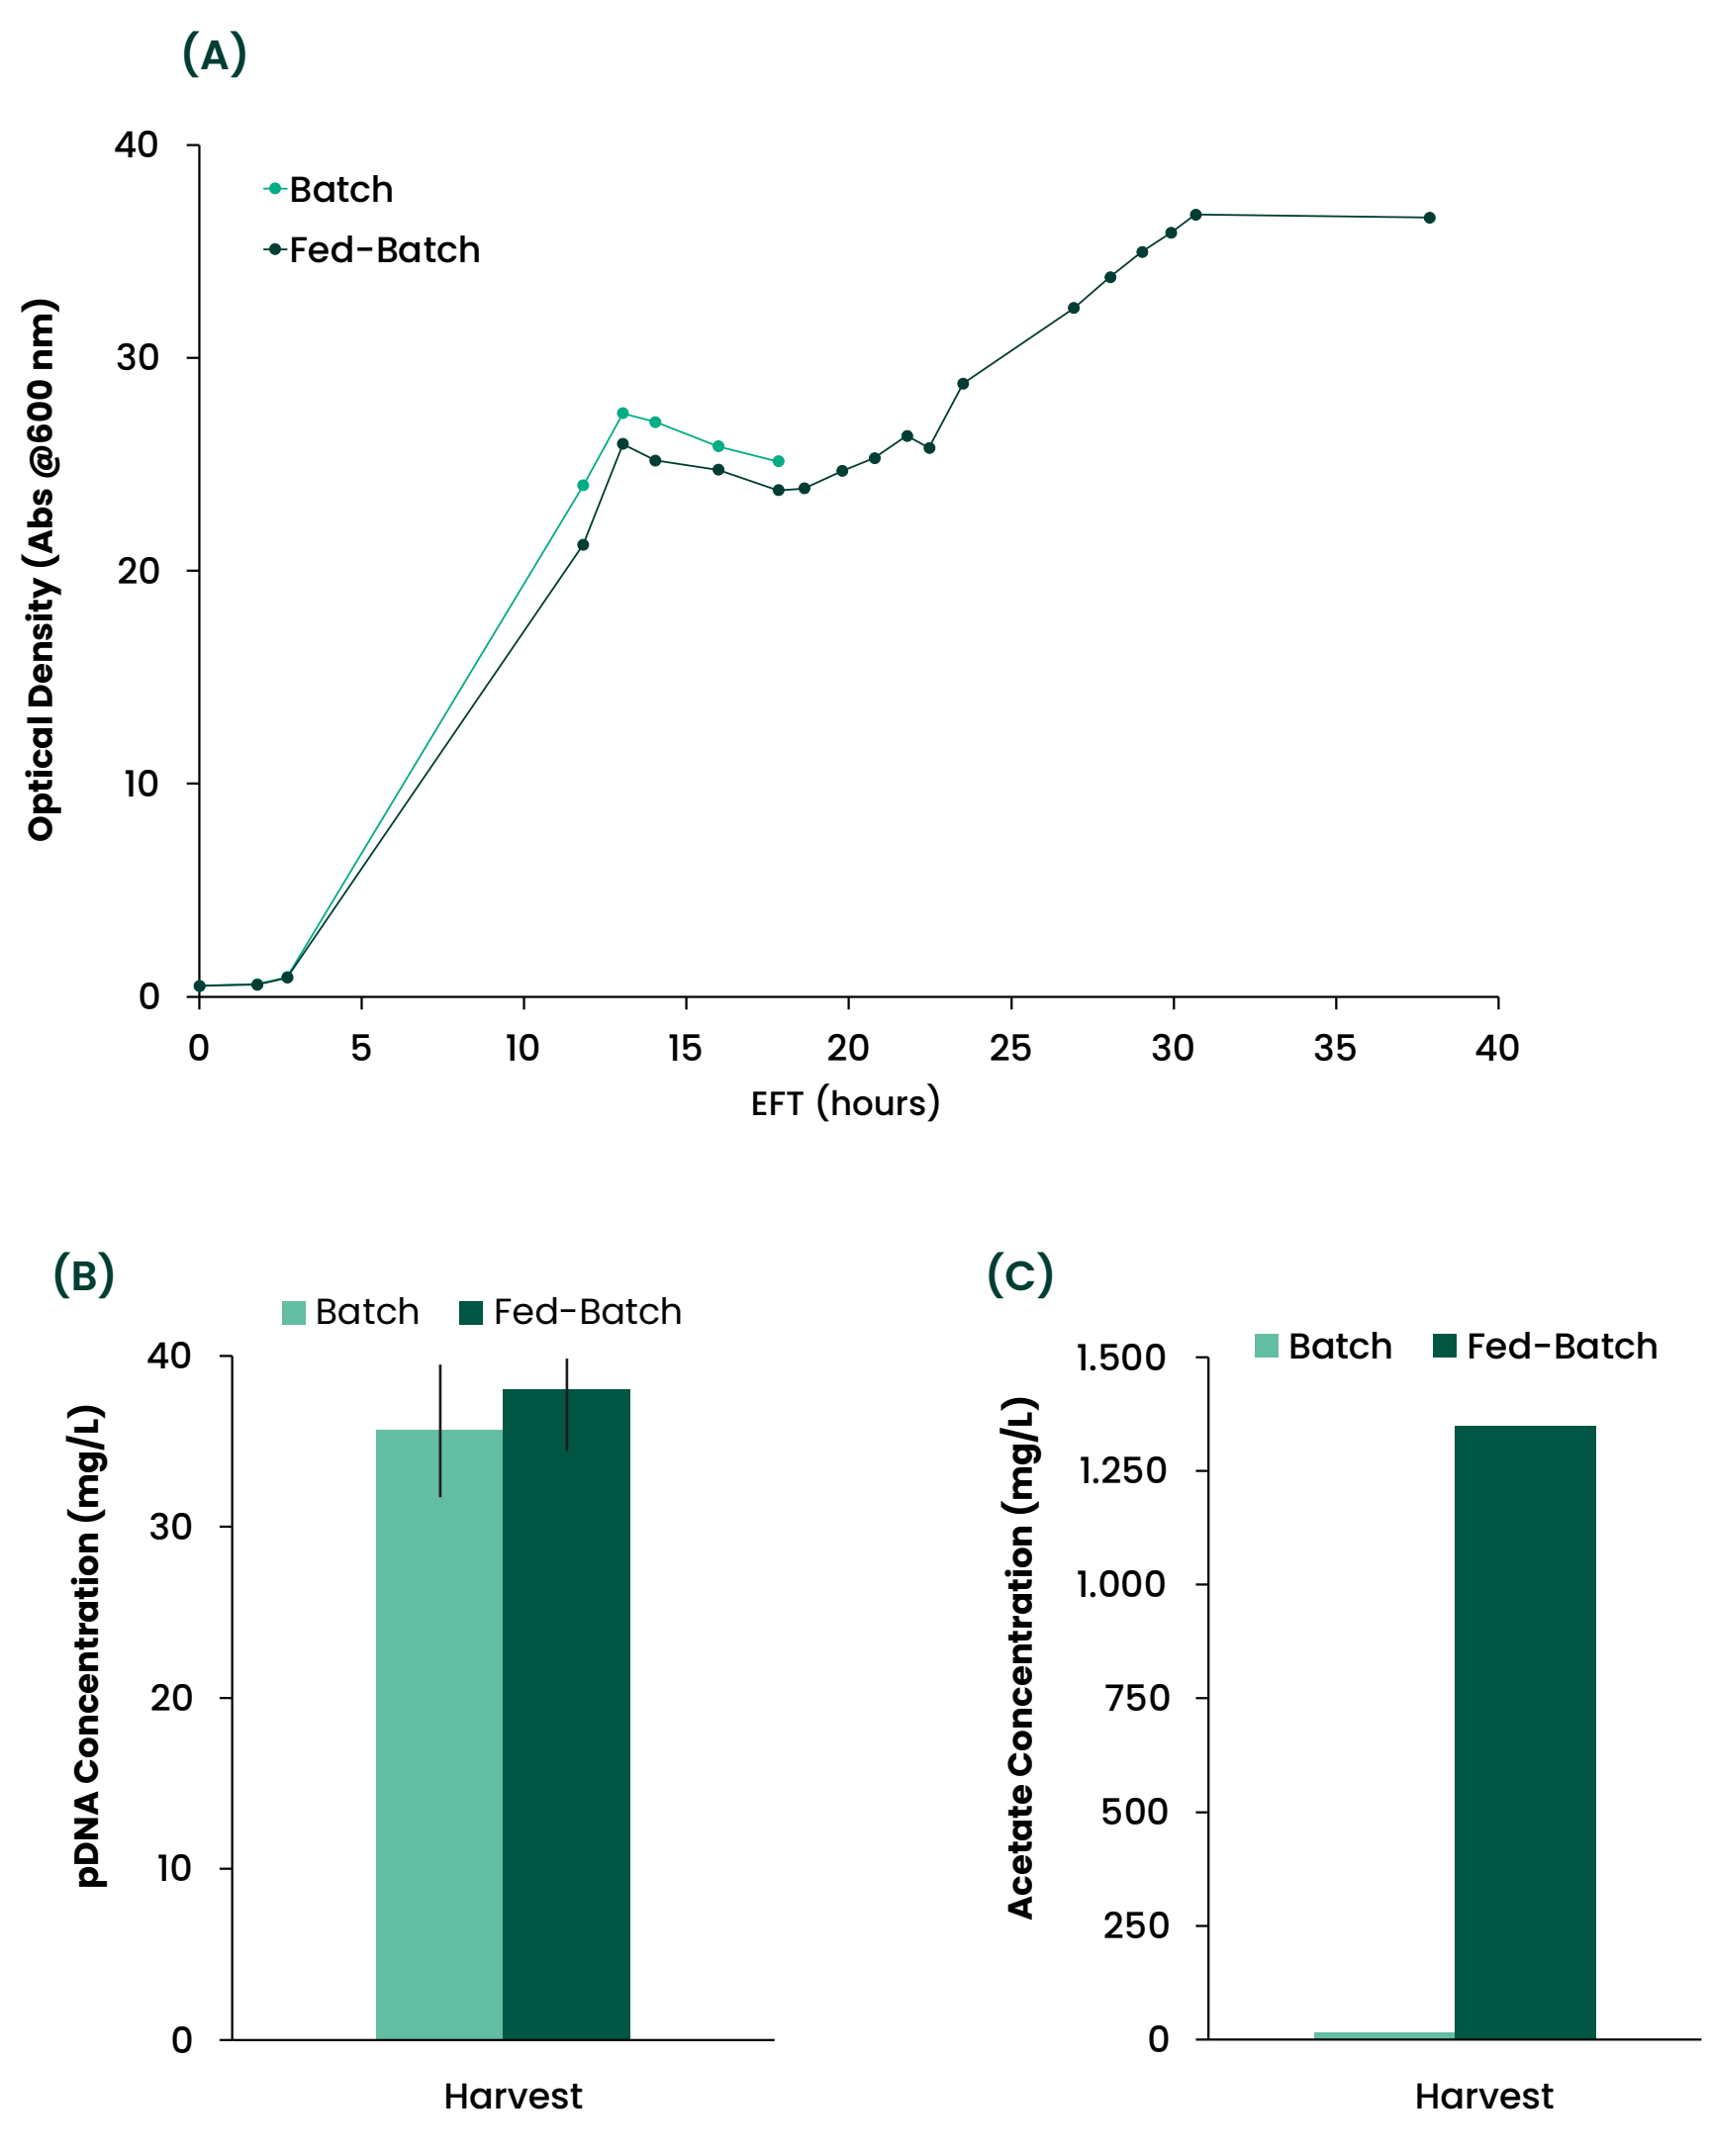 (A)
40
Batch
Fed-Batch
30
20
10
0
Optical Density (Abs @600 nm)
0 5 10 15 20 25 30 35 40
EFT (hours)
(B)
Batch Fed-Batch
40
30
20
10
0
pDNA Concentration (mg/L)
Harvest
(C)
Batch Fed-Batch
1.500
1.250
1.000
750
500
250
0
Acetate Concentration (mg/L)
Harvest